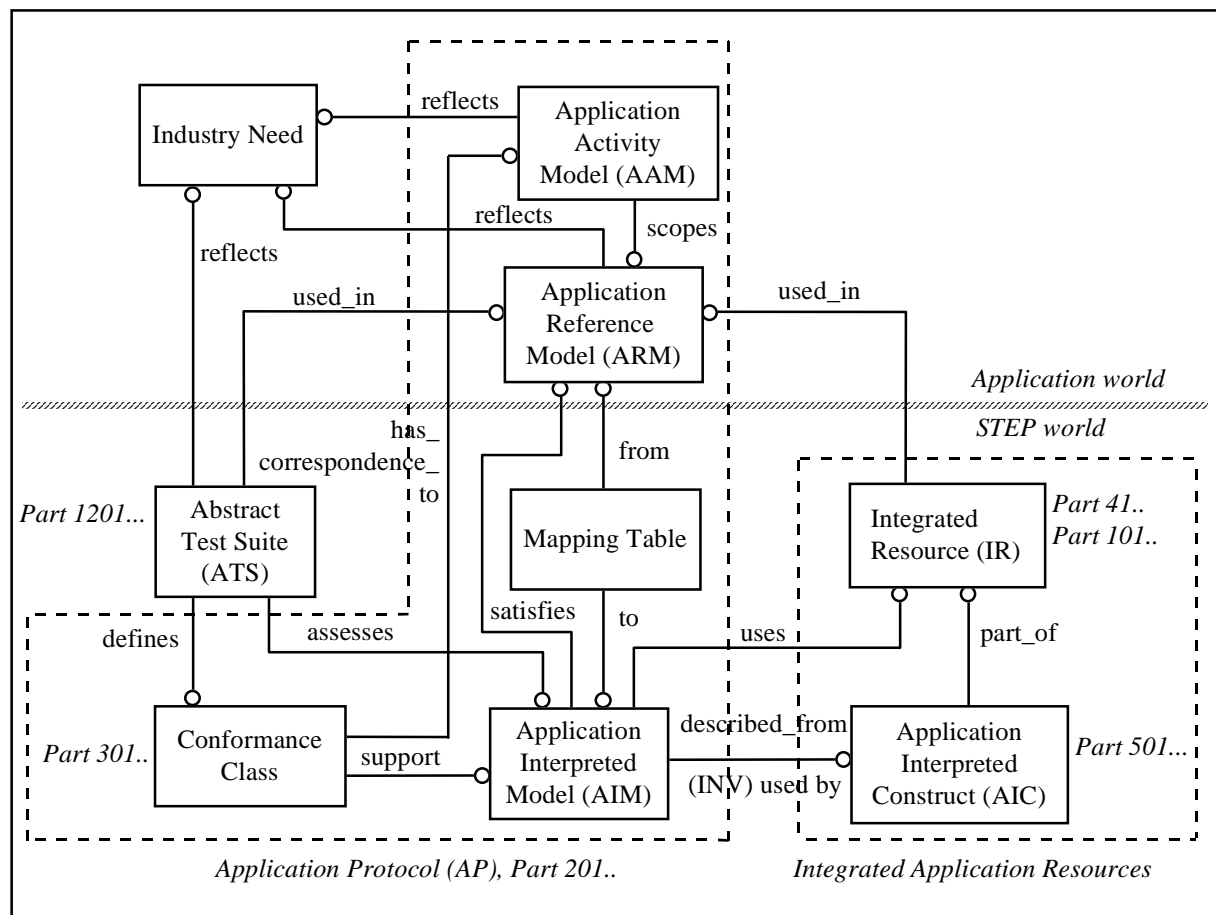 reflects
Industry Need
Application
Activity
Model (AAM)
reflects
scopes
reflects
used_in
Application
Reference
Model (ARM)
used_in
Application world
STEP world
has_
correspondence_
to
from
Part 1201...
Abstract
Test Suite
(ATS)
Mapping Table
Integrated
Resource (IR)
Part 41..
Part 101..
defines
assesses
satisfies
to
uses
part_of
Part 301..
Conformance
Class
support
Application
Interpreted
Model (AIM)
described_from
(INV) used by
Application
Interpreted
Construct (AIC)
Part 501...
Application Protocol (AP), Part 201..
Integrated Application Resources